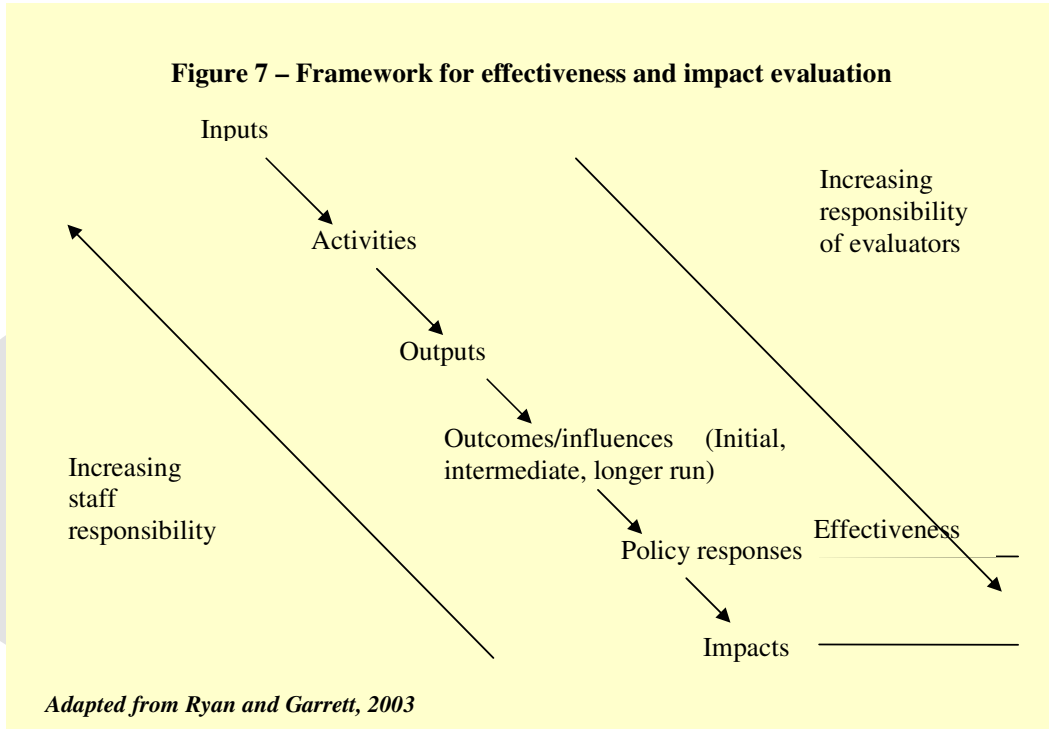 Figure 7 – Framework for effectiveness and impact evaluation
Inputs
Increasing
responsibility
of evaluators
Activities
Outputs
Outcomes/influences (Initial,
intermediate, longer run)
Increasing
staff
responsibility
Effectiveness
Policy responses
Impacts
Adapted from Ryan and Garrett, 2003